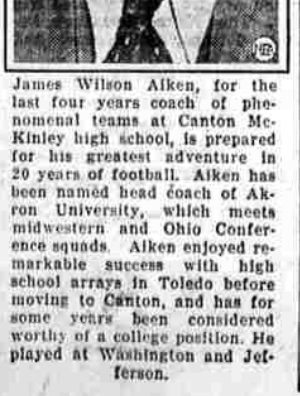 James Wilson Aiken, for the
last four years coach of phe-
nomenal teams at Canton Mc-
Kinley high school, is prepared
for his greatest adventure in
20 years of football. Aiken has
been named head coach of Ak-
ron University, which meets
midwestern and Ohio Confer-
ence squads. Aiken enjoyed re-
markable success with high
school arrays in Toledo before
moving to Canton, and has for
some years been considered
worthy of a college position. He
played at Washington and Jef-
ferson.